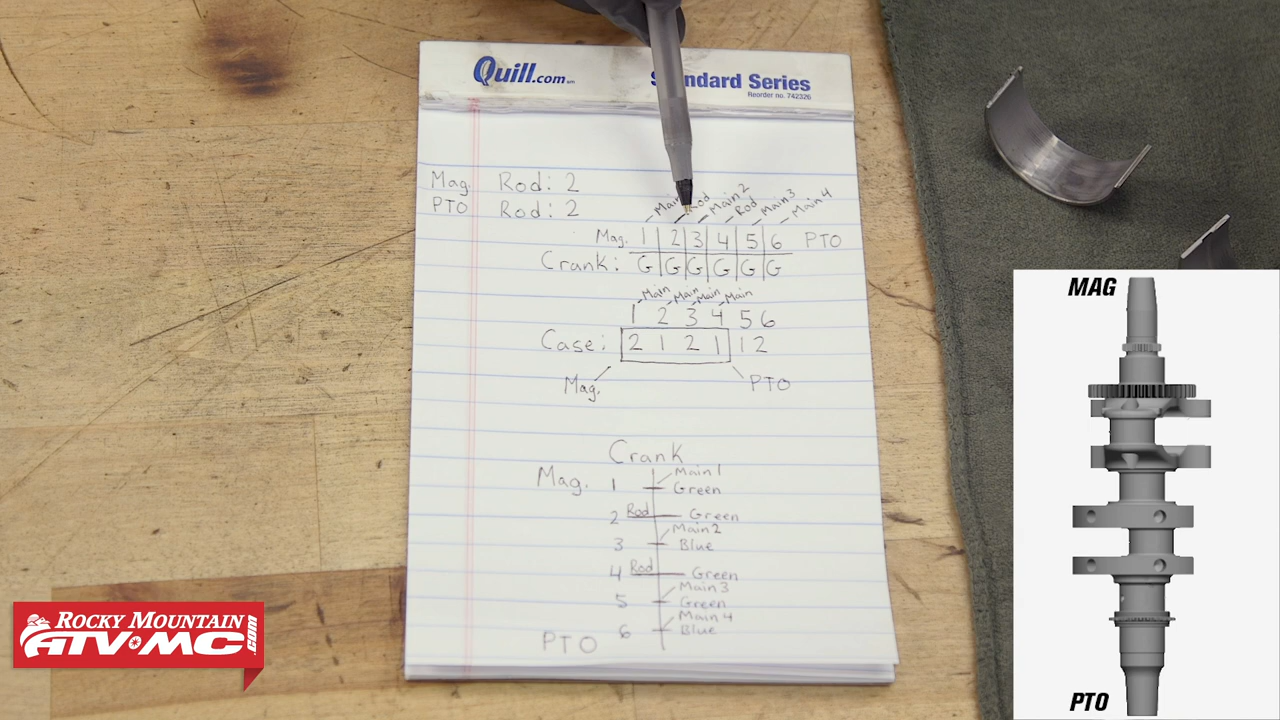 Quill.com
Standard Series
Reorder no. 742326
Mag. Rod: 2
PTO Rod: 2
Main Rod Main 2 Rod Main 3 Main 4
Mag. 1 2 3 4 5 6 PTO
Crank: G G G G G G
Main Main Main Main
1 2 3 4 5 6
Case: 2 1 2 1 1 2
Mag. PTO
Crank
Main 1
Mag. 1 Green
2 Rod Green
Main 2
3 Blue
4 Rod Green
Main 3
5 Green
Main 4
6 Blue
PTO
MAG
PTO
ROCKY MOUNTAIN
ATV•MC.com